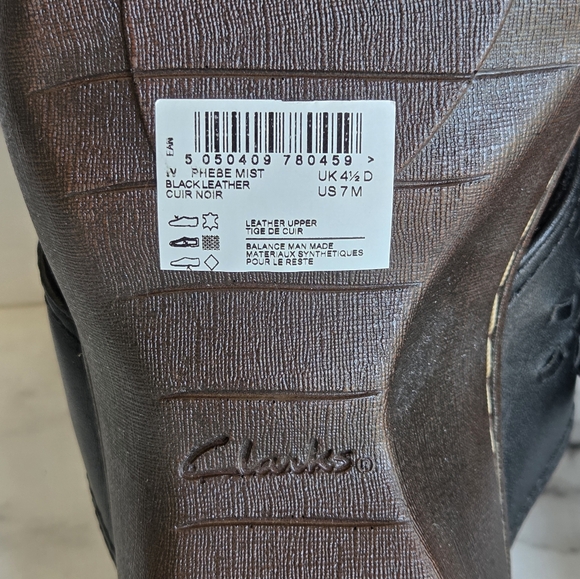 EAN
5 050409 780459 >
PHEBE MIST UK 4½ D
BLACK LEATHER US 7 M
CUIR NOIR
LEATHER UPPER
TIGE DE CUIR
BALANCE MAN MADE
MATERIAUX SYNTHETIQUES
POUR LE RESTE
Clarks®